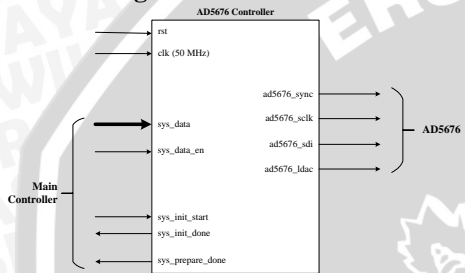 AD5676 Controller
rst
clk (50 MHz)
ad5676_sync
sys_data
ad5676_sclk
AD5676
sys_data_en
ad5676_sdi
ad5676_ldac
Main
Controller
sys_init_start
sys_init_done
sys_prepare_done